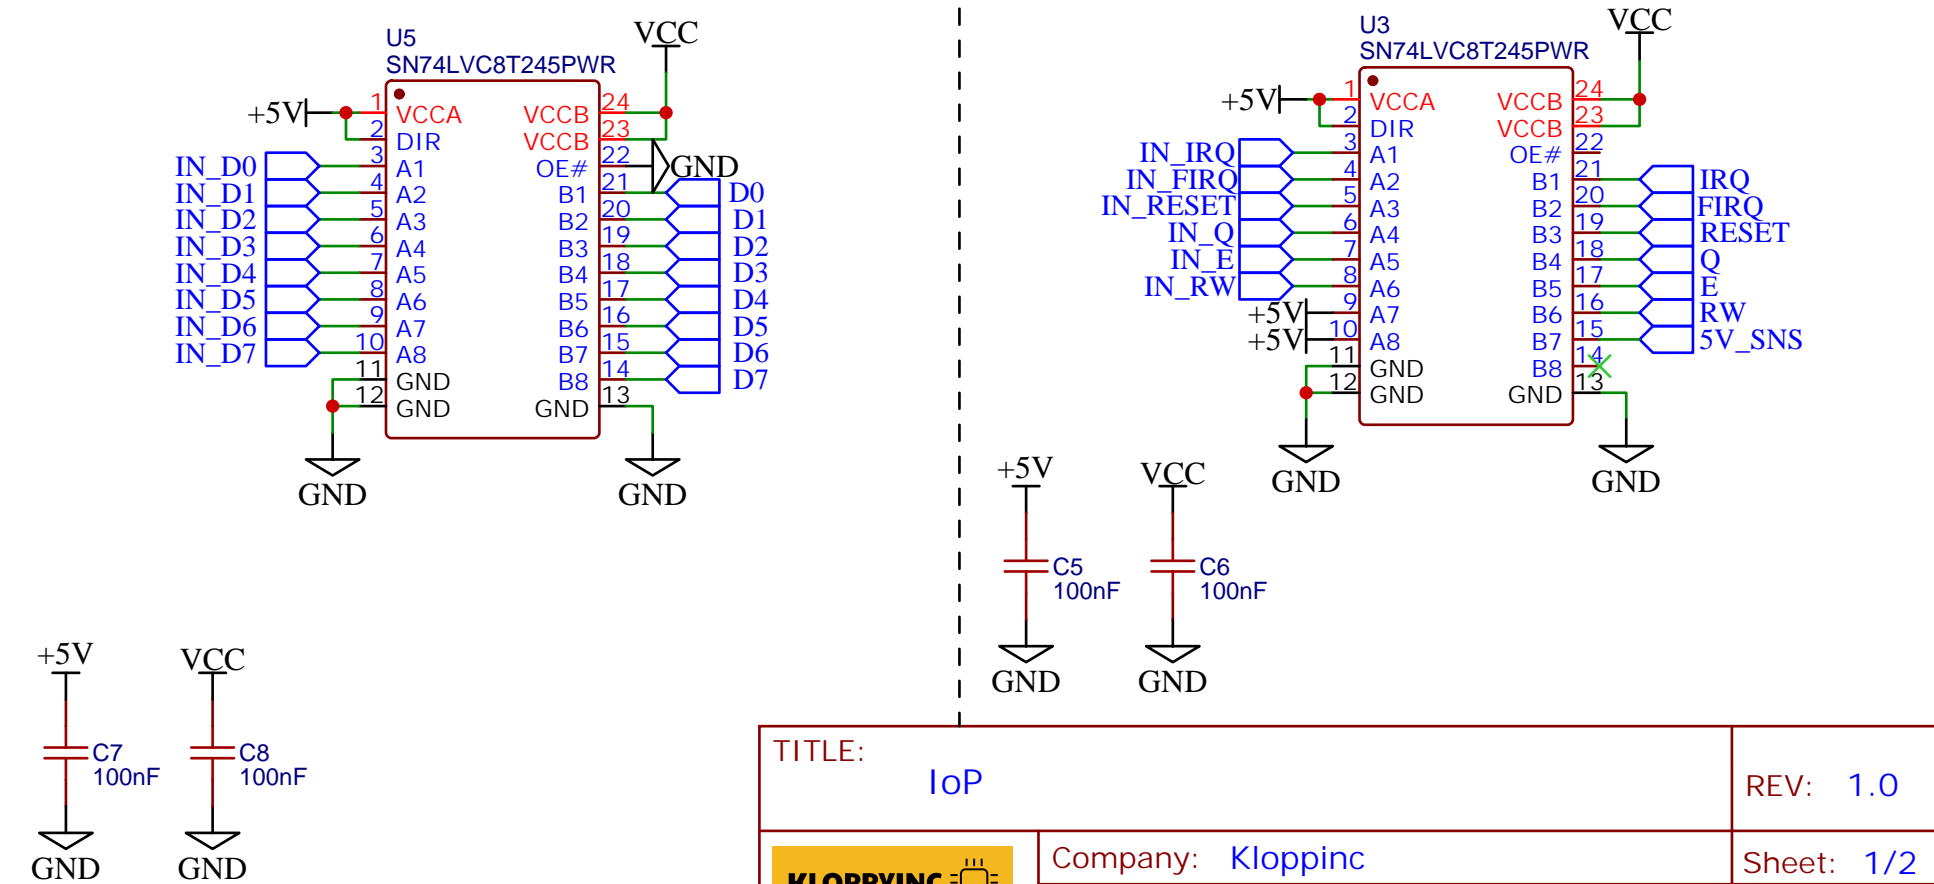 U5
SN74LVC8T245PWR
VCC
+5V
1 VCCA VCCB 24
2 DIR VCCB 23
IN_D0 3 A1 OE# 22 GND
IN_D1 4 A2 B1 21 D0
IN_D2 5 A3 B2 20 D1
IN_D3 6 A4 B3 19 D2
IN_D4 7 A5 B4 18 D3
IN_D5 8 A6 B5 17 D4
IN_D6 9 A7 B6 16 D5
IN_D7 10 A8 B7 15 D6
11 GND B8 14 D7
12 GND GND 13
GND GND
U3
SN74LVC8T245PWR
VCC
+5V
1 VCCA VCCB 24
2 DIR VCCB 23
IN_IRQ 3 A1 OE# 22
IN_FIRQ 4 A2 B1 21 IRQ
IN_RESET 5 A3 B2 20 FIRQ
IN_Q 6 A4 B3 19 RESET
IN_E 7 A5 B4 18 Q
IN_RW 8 A6 B5 17 E
+5V 9 A7 B6 16 RW
+5V 10 A8 B7 15 5V_SNS
11 GND B8 14
12 GND GND 13
GND GND
+5V VCC
C5 C6
100nF 100nF
GND GND
+5V VCC
C7 C8
100nF 100nF
GND GND
TITLE:
IoP
REV: 1.0
KLOPPYINC
Company: Kloppinc
Sheet: 1/2